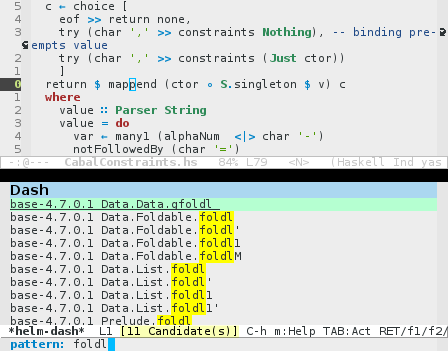 5 c ← choice [
4 eof >> return none,
3 try (char ',' >> constraints Nothing), -- binding pre-
empts value
2 try (char ',' >> constraints (Just ctor))
1 ]
0 return $ mappend (ctor ∘ S.singleton $ v) c
1 where
2 value ∷ Parser String
3 value = do
4 var ← many1 (alphaNum <|> char '-')
5 notFollowedBy (char '=')
-:@--- CabalConstraints.hs 84% L79 <N> (Haskell Ind yas
Dash
base-4.7.0.1 Data.Data.gfoldl
base-4.7.0.1 Data.Foldable.foldl
base-4.7.0.1 Data.Foldable.foldl'
base-4.7.0.1 Data.Foldable.foldl1
base-4.7.0.1 Data.Foldable.foldlM
base-4.7.0.1 Data.List.foldl
base-4.7.0.1 Data.List.foldl'
base-4.7.0.1 Data.List.foldl1
base-4.7.0.1 Data.List.foldl1'
base-4.7.0.1 Prelude.foldl
*helm-dash* L1 [11 Candidate(s)] C-h m:Help TAB:Act RET/f1/f2/
pattern: foldl